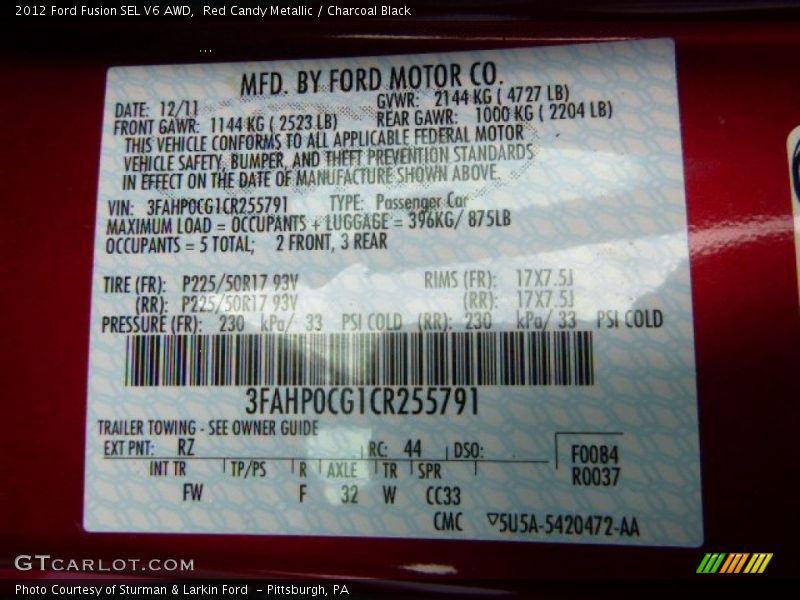 2012 Ford Fusion SEL V6 AWD,  Red Candy Metallic / Charcoal Black
MFD. BY FORD MOTOR CO.
DATE: 12/11 GVWR: 2144 KG ( 4727 LB)
FRONT GAWR: 1144 KG ( 2523 LB) REAR GAWR: 1000 KG ( 2204 LB)
THIS VEHICLE CONFORMS TO ALL APPLICABLE FEDERAL MOTOR
VEHICLE SAFETY, BUMPER, AND THEFT PREVENTION STANDARDS
IN EFFECT ON THE DATE OF MANUFACTURE SHOWN ABOVE.
VIN: 3FAHP0CG1CR255791 TYPE: Passenger Car
MAXIMUM LOAD = OCCUPANTS + LUGGAGE = 396KG/ 875LB
OCCUPANTS = 5 TOTAL; 2 FRONT, 3 REAR
TIRE (FR): P225/50R17 93V RIMS (FR): 17X7.5J
(RR): P225/50R17 93V (RR): 17X7.5J
PRESSURE (FR): 230 kPa/ 33 PSI COLD (RR): 230 kPa/ 33 PSI COLD
3FAHP0CG1CR255791
TRAILER TOWING - SEE OWNER GUIDE
EXT PNT: RZ RC: 44 DSO: F0084
INT TR TP/PS R AXLE TR SPR R0037
FW F 32 W CC33
CMC ▽5U5A-5420472-AA
GTCARLOT.COM
Photo Courtesy of Sturman & Larkin Ford  - Pittsburgh, PA